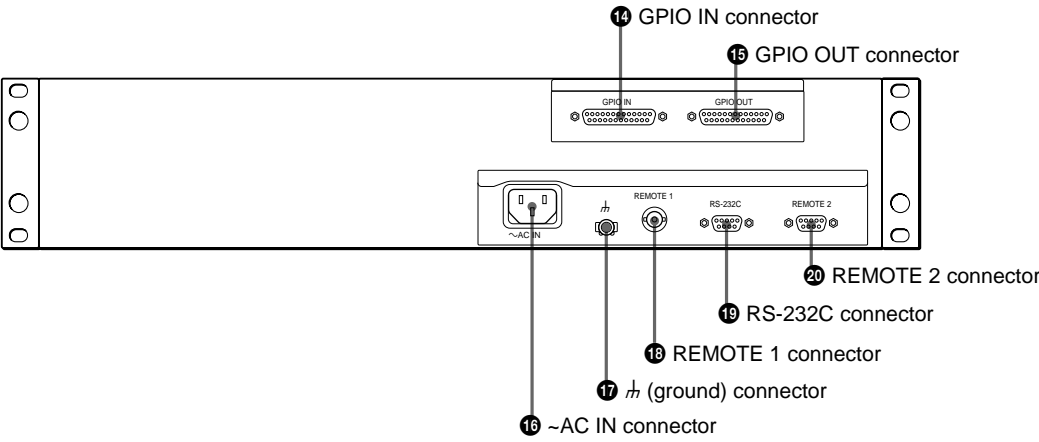 ⓮ GPIO IN connector
⓯ GPIO OUT connector
GPIO IN
GPIO OUT
REMOTE 1
RS-232C
REMOTE 2
~AC IN
⓴ REMOTE 2 connector
⓳ RS-232C connector
⓲ REMOTE 1 connector
⓱ (ground) connector
⓰ ~AC IN connector